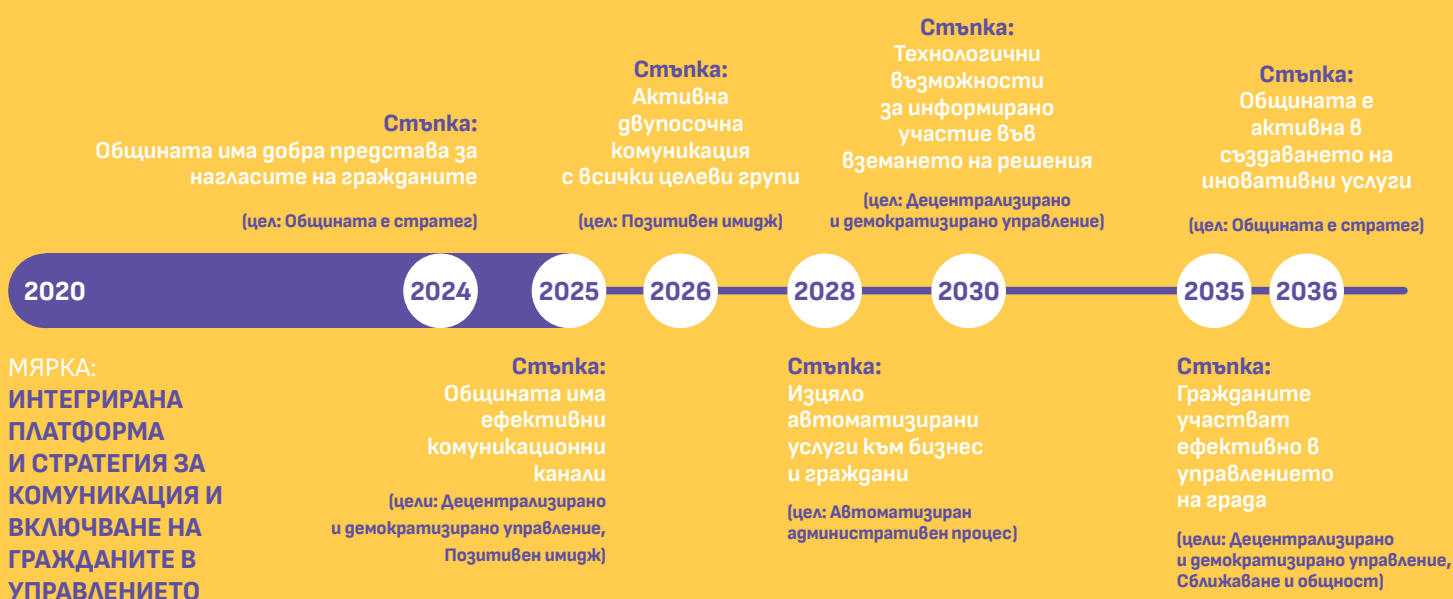 Стъпка:
Общината има добра представа за
нагласите на гражданите
(цел: Общината е стратег)
Стъпка:
Активна
двупосочна
комуникация
с всички целеви групи
(цел: Позитивен имидж)
Стъпка:
Технологични
възможности
за информирано
участие във
вземането на решения
(цел: Децентрализирано
и демократизирано управление)
Стъпка:
Общината е
активна в
създаването на
иновативни услуги
(цел: Общината е стратег)
2020
2024
2025
2026
2028
2030
2035
2036
МЯРКА:
ИНТЕГРИРАНА
ПЛАТФОРМА
И СТРАТЕГИЯ ЗА
КОМУНИКАЦИЯ И
ВКЛЮЧВАНЕ НА
ГРАЖДАНИТЕ В
УПРАВЛЕНИЕТО
Стъпка:
Общината има
ефективни
комуникационни
канали
(цели: Децентрализирано
и демократизирано управление,
Позитивен имидж)
Стъпка:
Изцяло
автоматизирани
услуги към бизнес
и граждани
(цел: Автоматизиран
административен процес)
Стъпка:
Гражданите
участват
ефективно в
управлението
на града
(цели: Децентрализирано
и демократизирано управление,
Сближаване и общност)